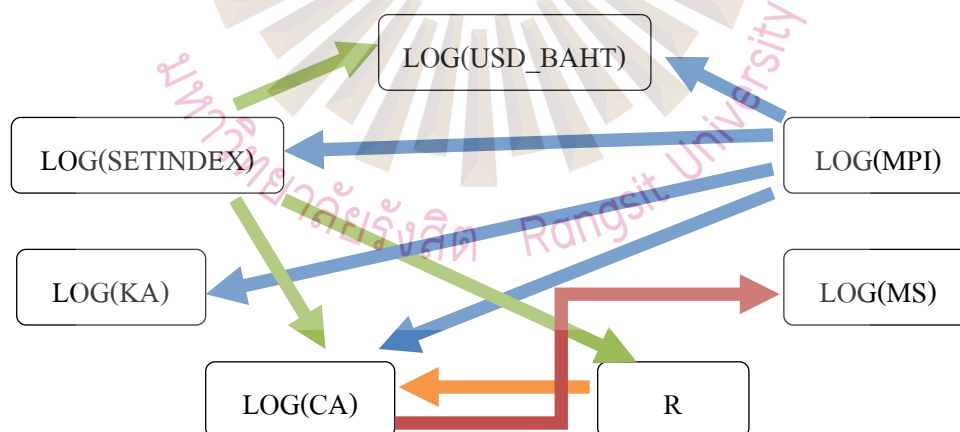 LOG(USD_BAHT)
LOG(SETINDEX)
LOG(MPI)
มหาวิทยาลัยรังสิต Rangsit University
LOG(KA)
LOG(MS)
LOG(CA)
R